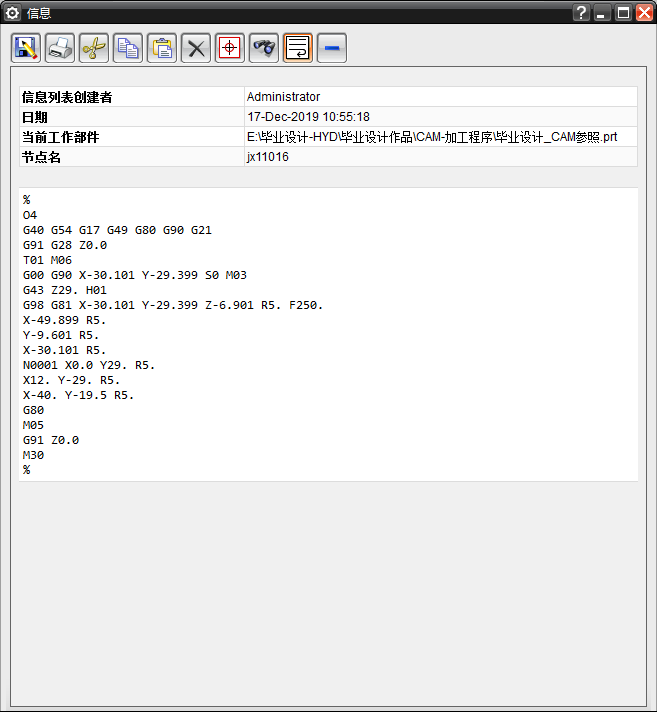 信息
信息列表创建者 Administrator
日期 17-Dec-2019 10:55:18
当前工作部件 E:\毕业设计-HYD\毕业设计作品\CAM-加工程序\毕业设计_CAM参照.prt
节点名 jx11016
%
O4
G40 G54 G17 G49 G80 G90 G21
G91 G28 Z0.0
T01 M06
G00 G90 X-30.101 Y-29.399 S0 M03
G43 Z29. H01
G98 G81 X-30.101 Y-29.399 Z-6.901 R5. F250.
X-49.899 R5.
Y-9.601 R5.
X-30.101 R5.
N0001 X0.0 Y29. R5.
X12. Y-29. R5.
X-40. Y-19.5 R5.
G80
M05
G91 Z0.0
M30
%